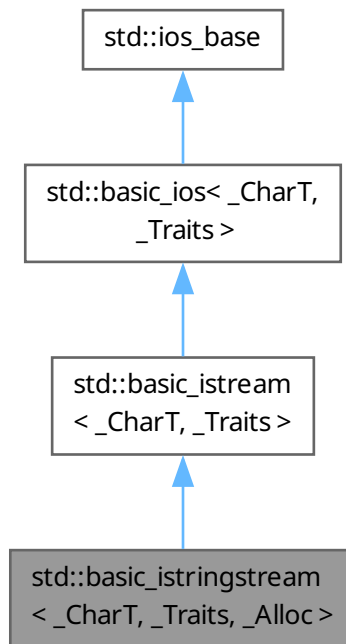 std::ios_base
std::basic_ios< _CharT,
_Traits >
std::basic_istream
< _CharT, _Traits >
std::basic_istringstream
< _CharT, _Traits, _Alloc >